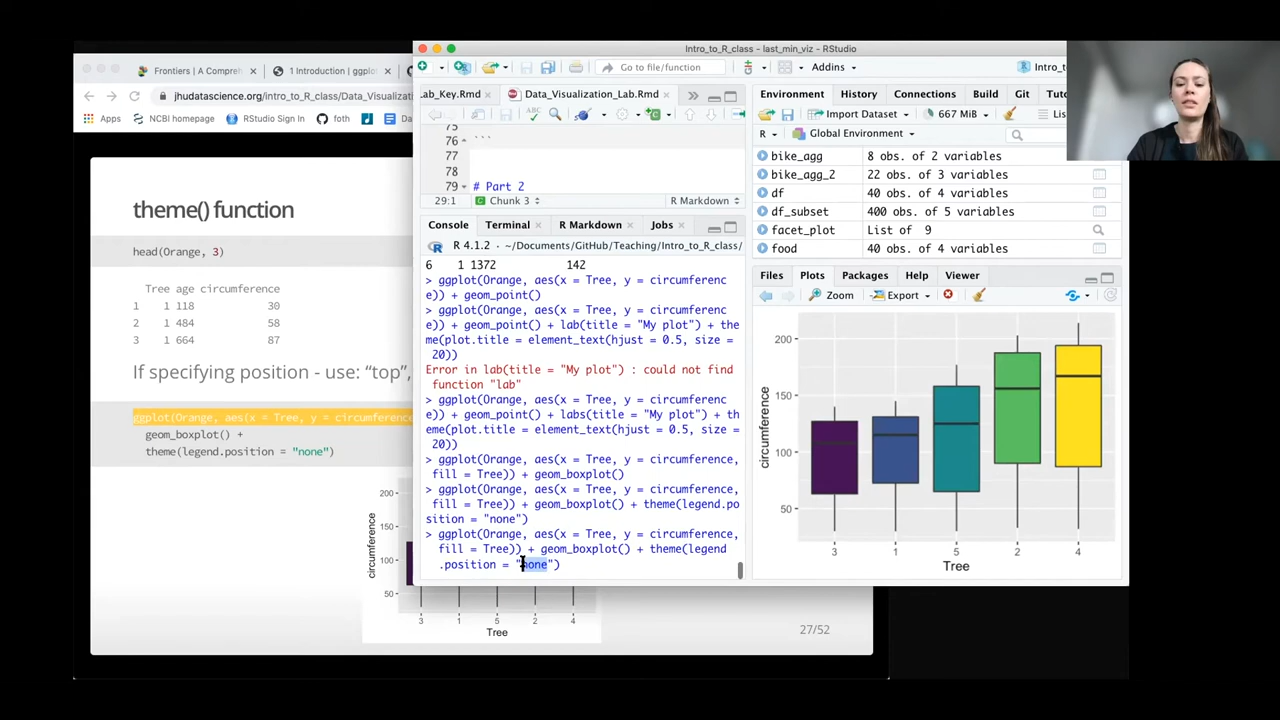 Frontiers | A Compreh
1 Introduction | ggplot
jhudatascience.org/intro_to_R_class/Data_Visualizati
Apps
NCBI homepage
RStudio Sign In
foth
theme() function
head(Orange, 3)
Tree age circumference
1 1 118 30
2 1 484 58
3 1 664 87
If specifying position - use: “top”,
ggplot(Orange, aes(x = Tree, y = circumference
geom_boxplot() +
theme(legend.position = "none")
200
150
100
50
circumference
3 1 5 2 4
Tree
27/52
Intro_to_R_class - last_min_viz - RStudio
Go to file/function
Addins
Lab_Key.Rmd
Data_Visualization_Lab.Rmd
75
76 ```
77
78
79 # Part 2
29:1
Chunk 3
R Markdown
Console
Terminal
R Markdown
Jobs
R 4.1.2 · ~/Documents/GitHub/Teaching/Intro_to_R_class/
6 1 1372 142
> ggplot(Orange, aes(x = Tree, y = circumferenc
e)) + geom_point()
> ggplot(Orange, aes(x = Tree, y = circumferenc
e)) + geom_point() + lab(title = "My plot") + the
me(plot.title = element_text(hjust = 0.5, size =
20))
Error in lab(title = "My plot") : could not find
function "lab"
> ggplot(Orange, aes(x = Tree, y = circumferenc
e)) + geom_point() + labs(title = "My plot") + th
eme(plot.title = element_text(hjust = 0.5, size =
20))
> ggplot(Orange, aes(x = Tree, y = circumference,
fill = Tree)) + geom_boxplot()
> ggplot(Orange, aes(x = Tree, y = circumference,
fill = Tree)) + geom_boxplot() + theme(legend.po
sition = "none")
> ggplot(Orange, aes(x = Tree, y = circumference,
fill = Tree)) + geom_boxplot() + theme(legend
.position = "none")
Environment
History
Connections
Build
Git
Import Dataset
667 MiB
R
Global Environment
bike_agg 8 obs. of 2 variables
bike_agg_2 22 obs. of 3 variables
df 40 obs. of 4 variables
df_subset 400 obs. of 5 variables
facet_plot List of 9
food 40 obs. of 4 variables
Files
Plots
Packages
Help
Viewer
Zoom
Export
200
150
100
50
circumference
3 1 5 2 4
Tree